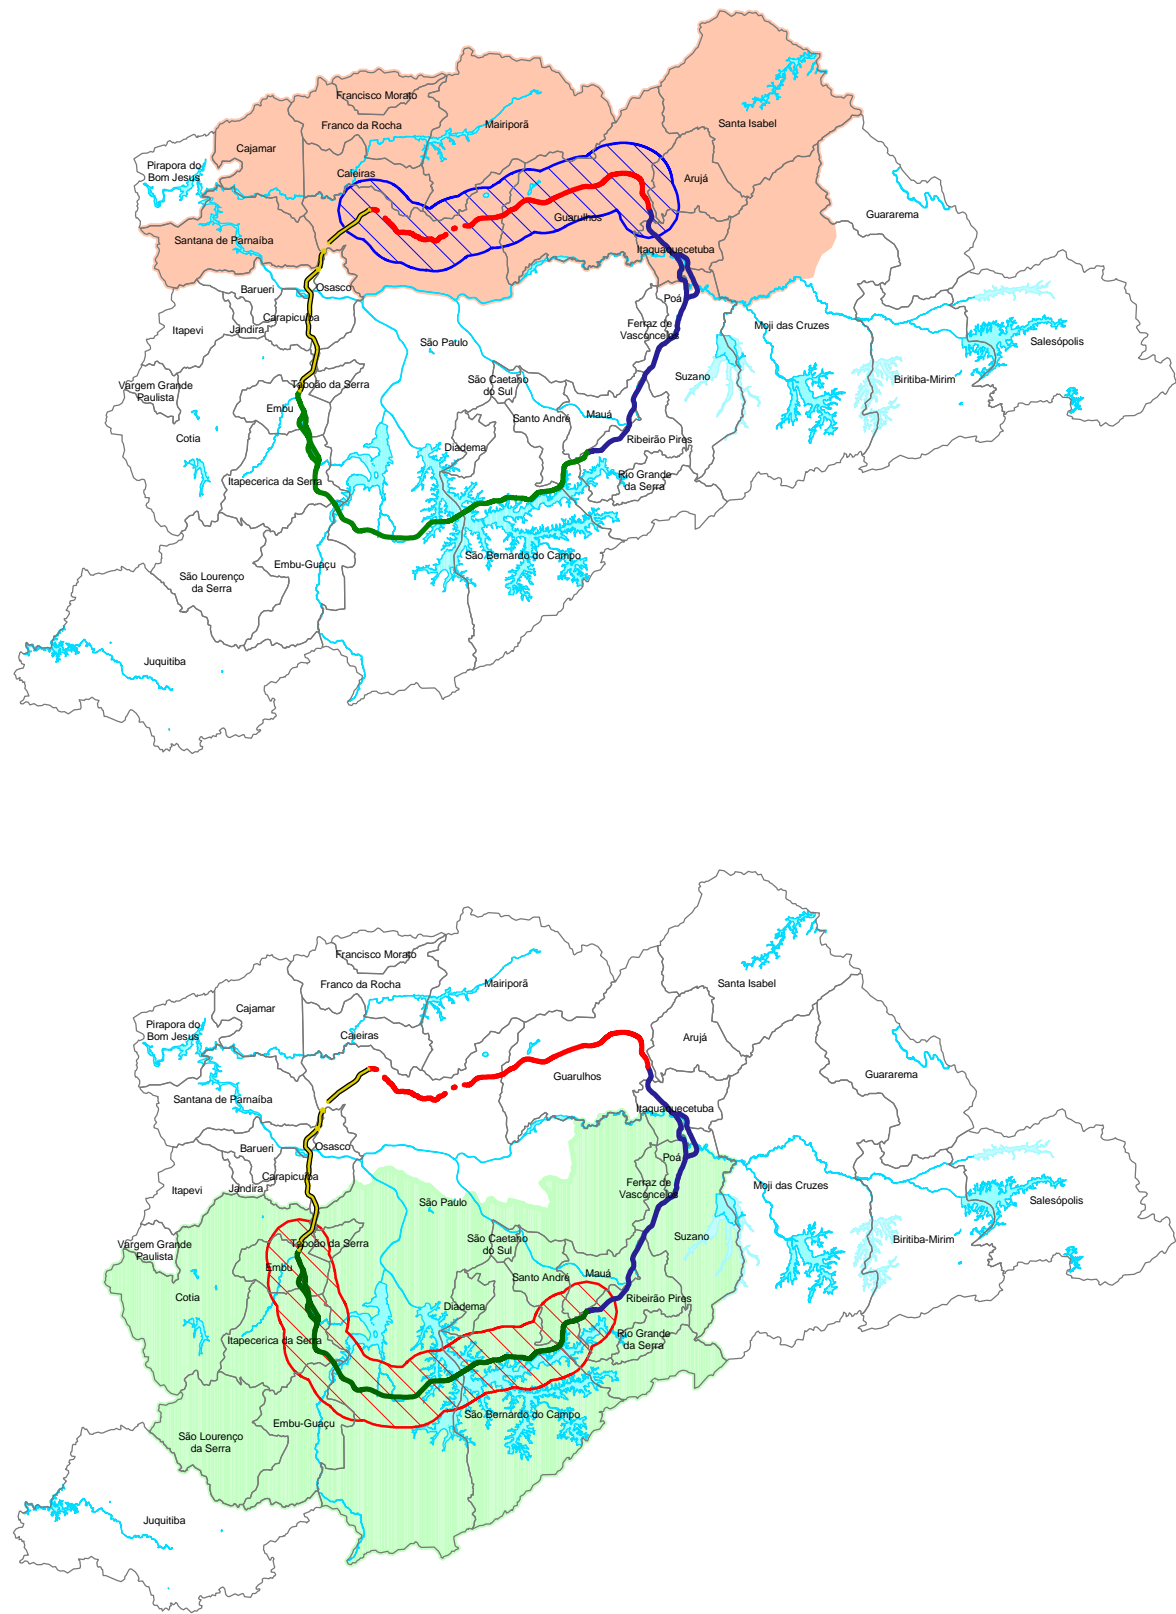 Francisco Morato
Franco da Rocha
Mairiporã
Santa Isabel
Cajamar
Pirapora do
Bom Jesus
Caieiras
Arujá
Guararema
Guarulhos
Santana de Parnaíba
Itaquaquecetuba
Barueri
Osasco
Poá
Carapicuíba
Itapevi
Jandira
Ferraz de
Vasconcelos
Moji das Cruzes
São Paulo
Salesópolis
Vargem Grande
Paulista
Taboão da Serra
São Caetano
do Sul
Suzano
Biritiba-Mirim
Embu
Santo André
Mauá
Cotia
Diadema
Ribeirão Pires
Itapecerica da Serra
Rio Grande
da Serra
São Bernardo do Campo
Embu-Guaçu
São Lourenço
da Serra
Juquitiba
Francisco Morato
Franco da Rocha
Mairiporã
Santa Isabel
Cajamar
Pirapora do
Bom Jesus
Caieiras
Arujá
Guararema
Guarulhos
Santana de Parnaíba
Itaquaquecetuba
Barueri
Osasco
Poá
Carapicuíba
Itapevi
Jandira
Ferraz de
Vasconcelos
Moji das Cruzes
São Paulo
Salesópolis
Vargem Grande
Paulista
Taboão da Serra
São Caetano
do Sul
Suzano
Biritiba-Mirim
Embu
Santo André
Mauá
Cotia
Diadema
Ribeirão Pires
Itapecerica da Serra
Rio Grande
da Serra
São Bernardo do Campo
Embu-Guaçu
São Lourenço
da Serra
Juquitiba